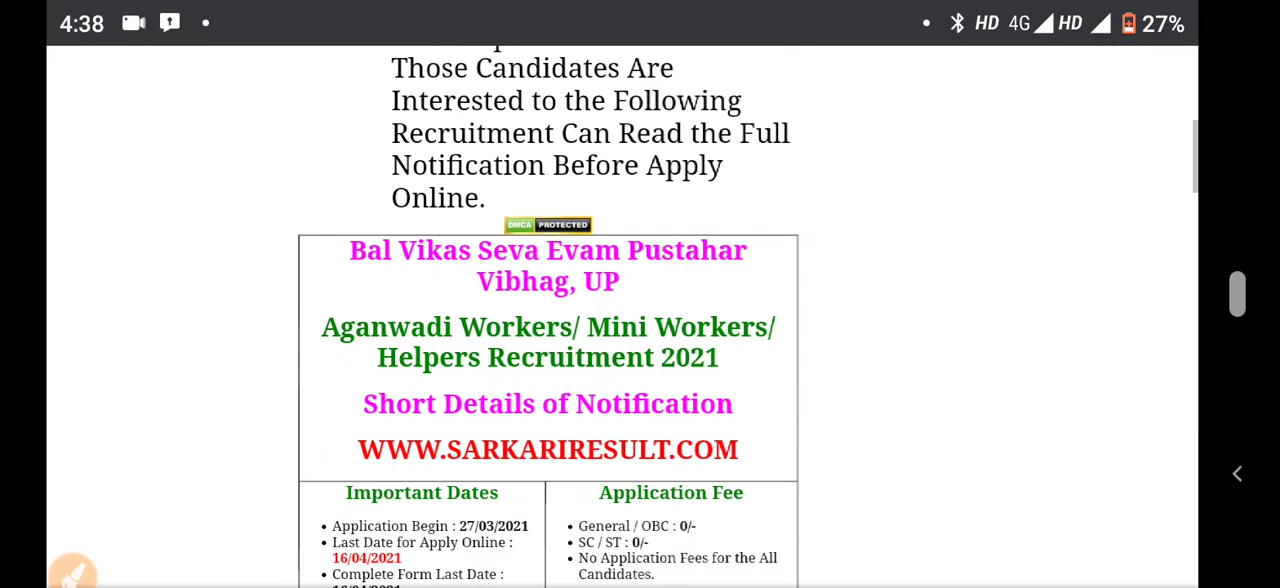 4:38
HD 4G HD 27%
Those Candidates Are
Interested to the Following
Recruitment Can Read the Full
Notification Before Apply
Online.
DMCA PROTECTED
Bal Vikas Seva Evam Pustahar
Vibhag, UP
Aganwadi Workers/ Mini Workers/
Helpers Recruitment 2021
Short Details of Notification
WWW.SARKARIRESULT.COM
Important Dates
• Application Begin : 27/03/2021
• Last Date for Apply Online :
16/04/2021
• Complete Form Last Date :
Application Fee
• General / OBC : 0/-
• SC / ST : 0/-
• No Application Fees for the All
Candidates.